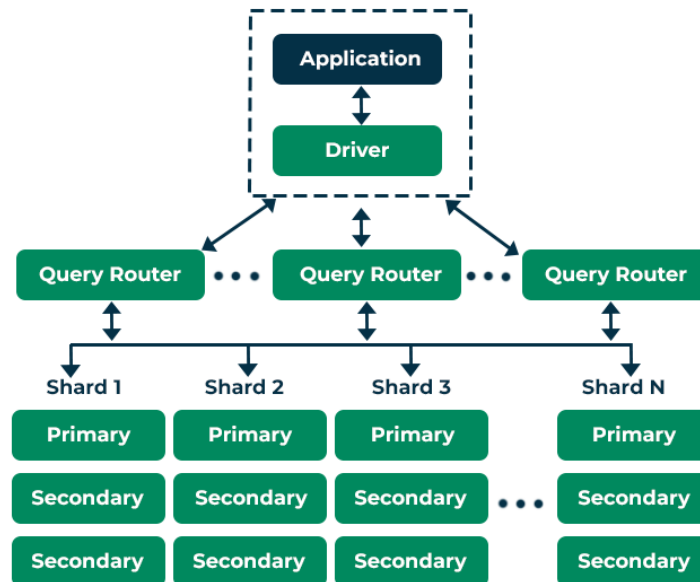 Application
Driver
Query Router
Query Router
Query Router
Shard 1
Shard 2
Shard 3
Shard N
Primary
Primary
Primary
Primary
Secondary
Secondary
Secondary
Secondary
Secondary
Secondary
Secondary
Secondary